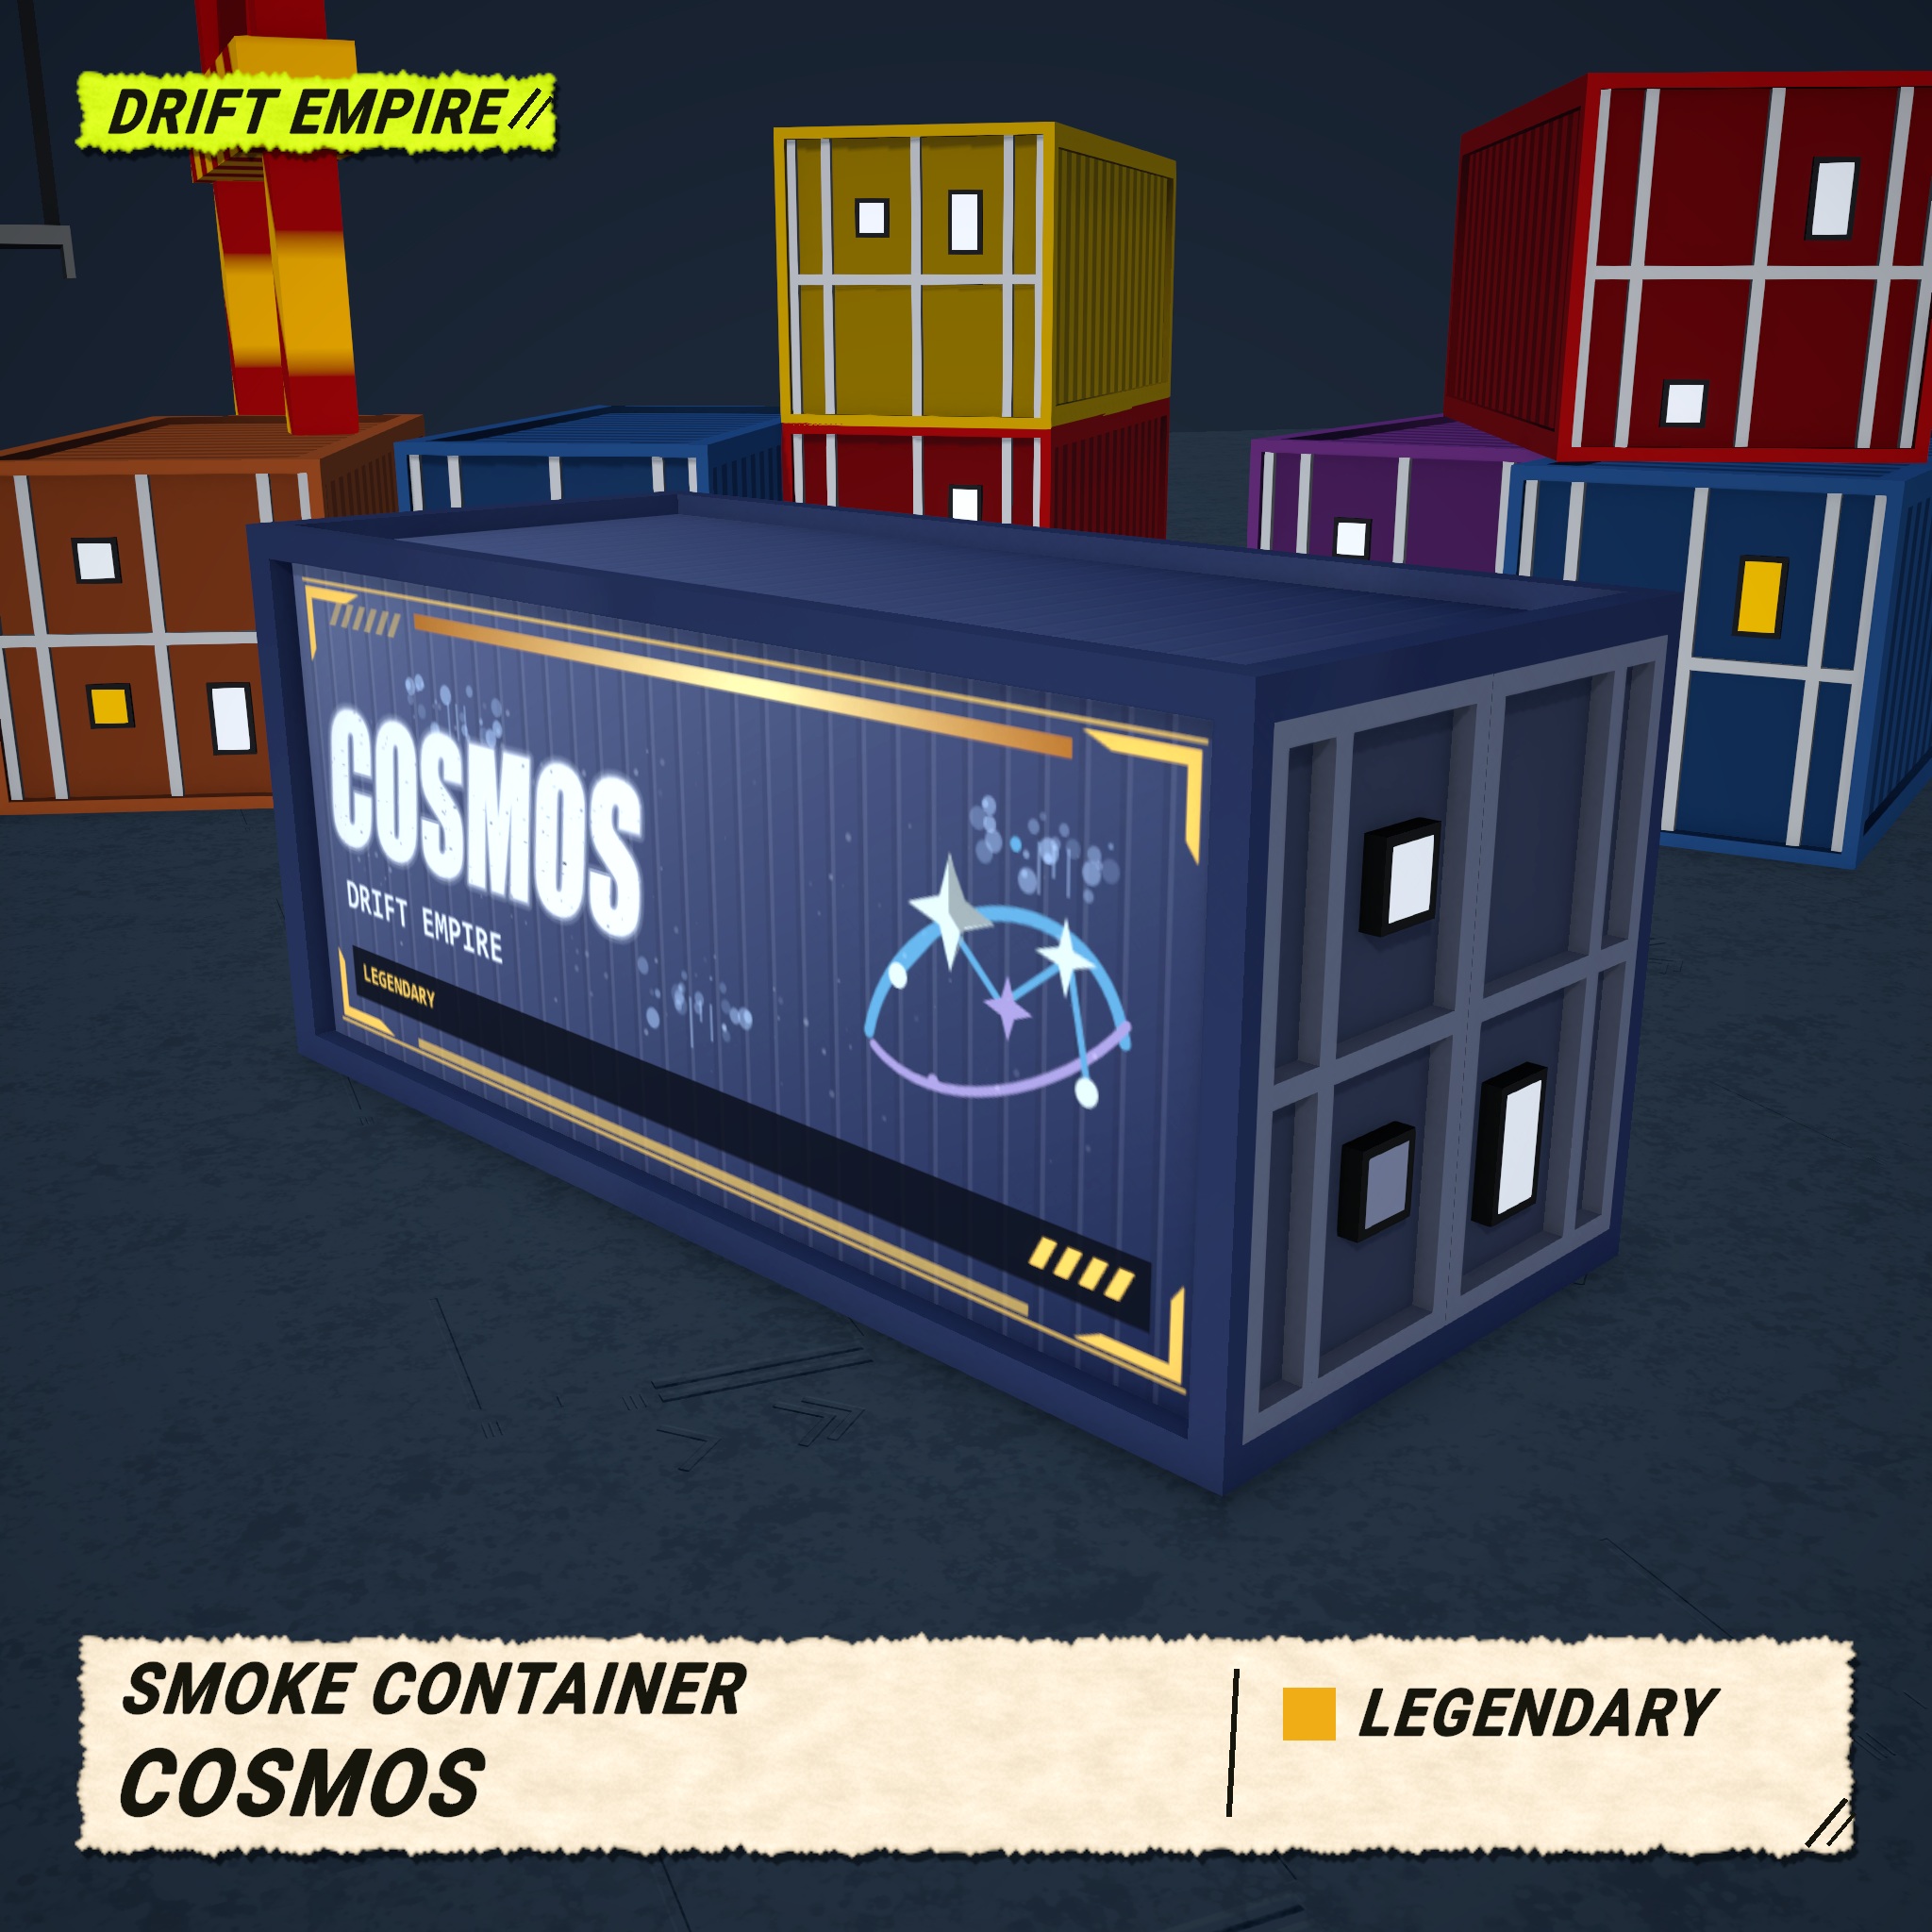 DRIFT EMPIRE//
COSMOS
DRIFT EMPIRE
LEGENDARY
SMOKE CONTAINER
COSMOS
LEGENDARY